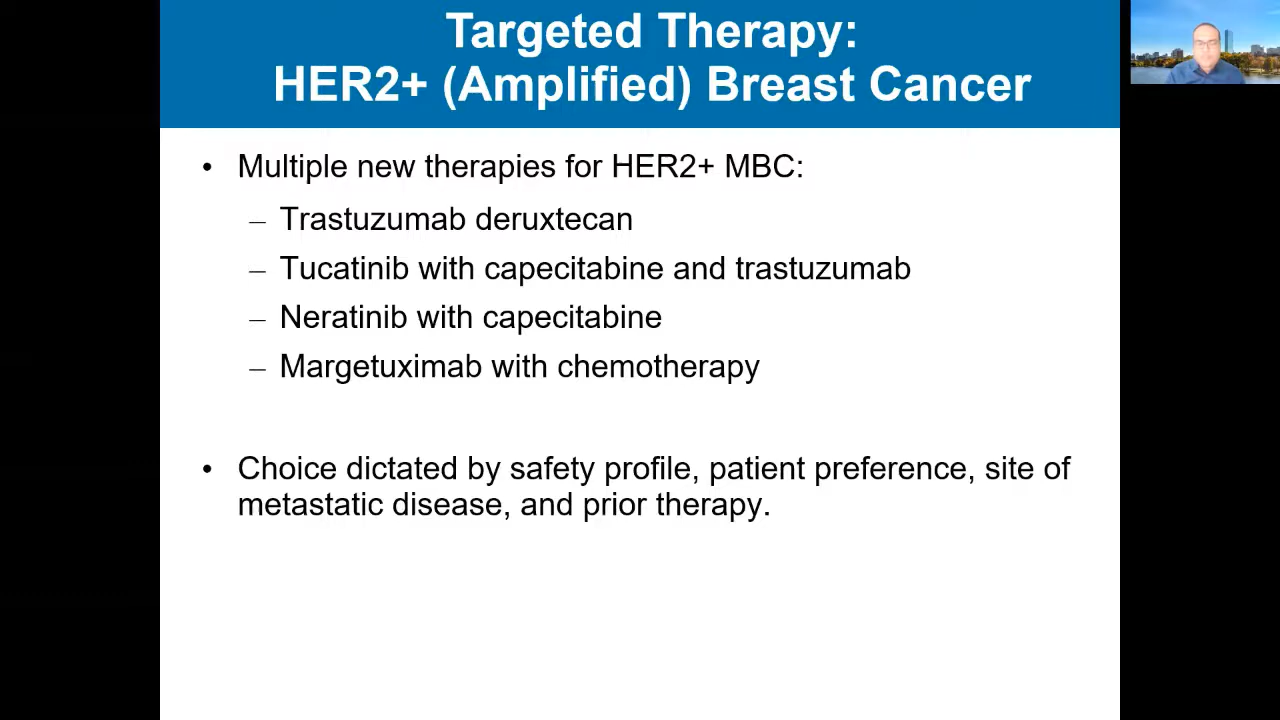 Targeted Therapy:
HER2+ (Amplified) Breast Cancer
• Multiple new therapies for HER2+ MBC:
– Trastuzumab deruxtecan
– Tucatinib with capecitabine and trastuzumab
– Neratinib with capecitabine
– Margetuximab with chemotherapy
• Choice dictated by safety profile, patient preference, site of
metastatic disease, and prior therapy.